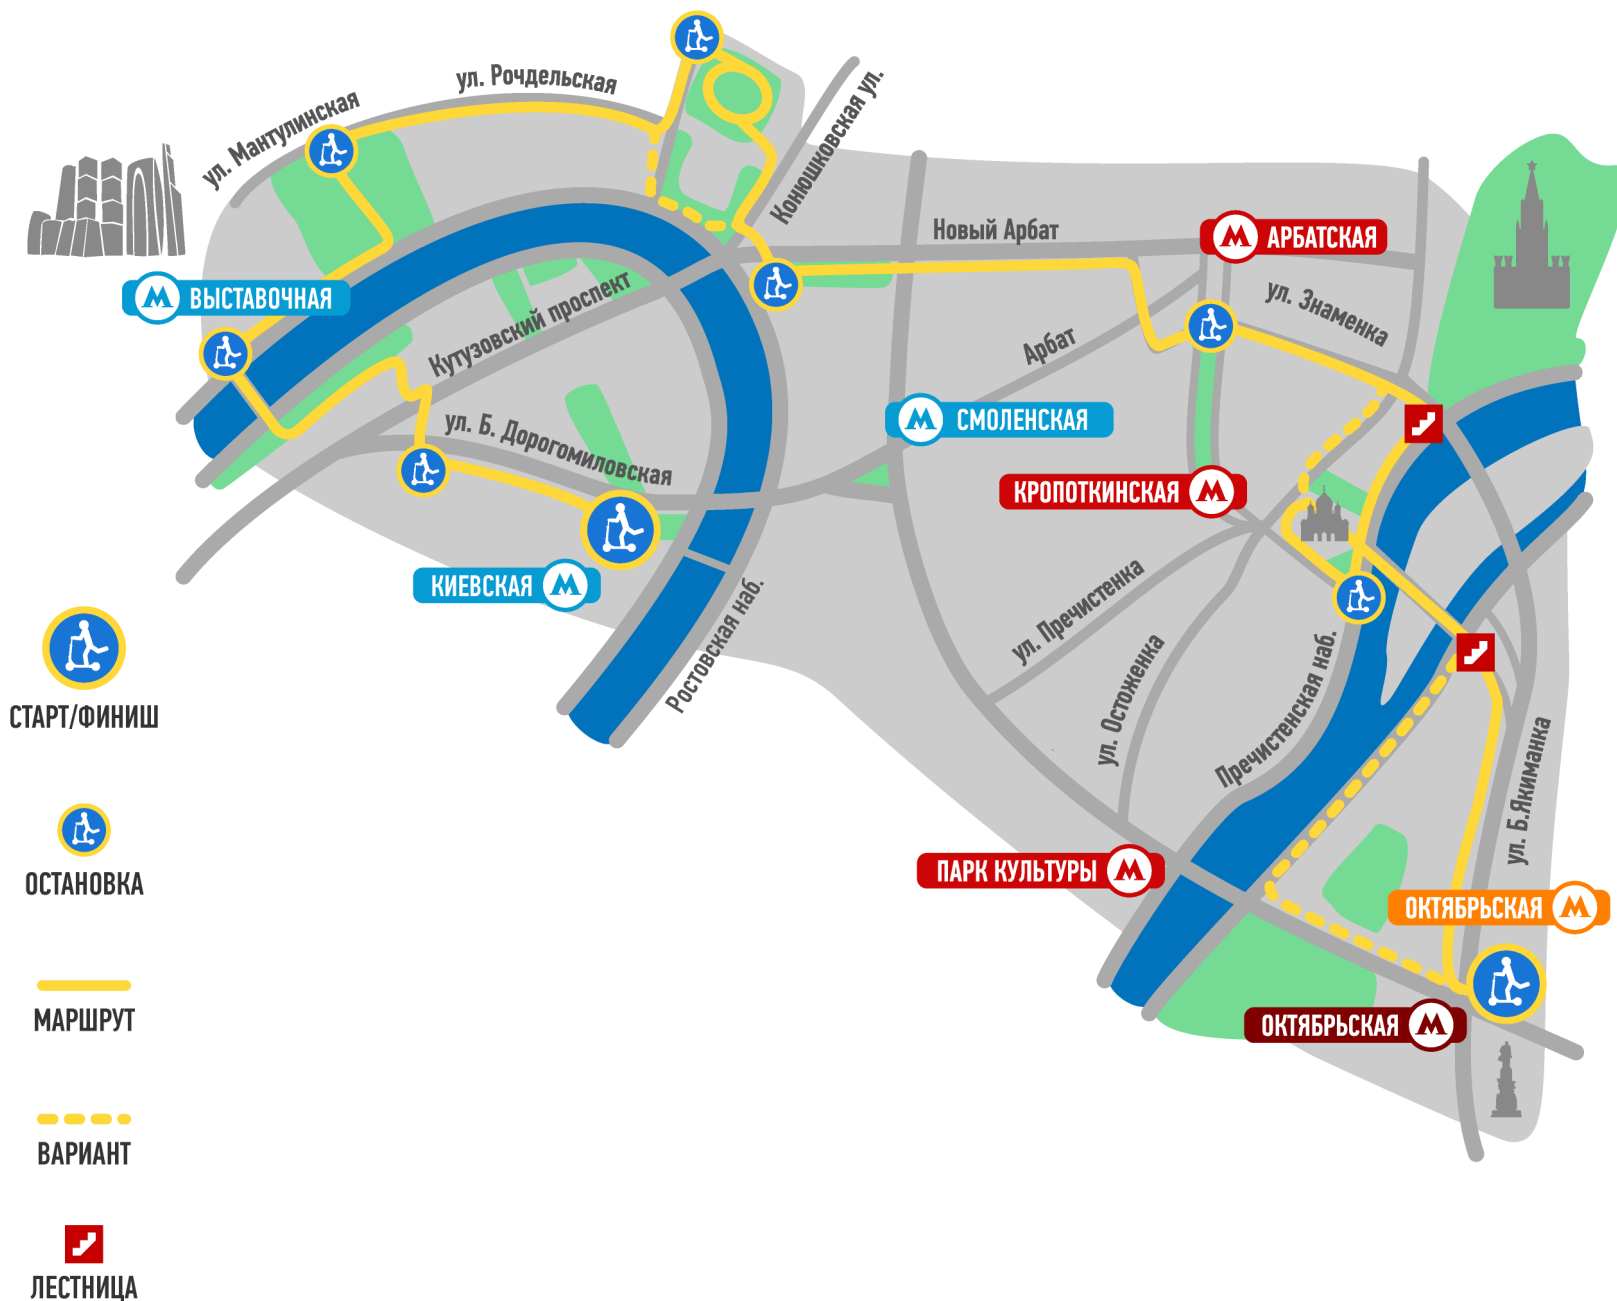 ул. Рочдельская
ул. Мантулинская
Конюшковская ул.
Новый Арбат
АРБАТСКАЯ
ВЫСТАВОЧНАЯ
Кутузовский проспект
ул. Знаменка
Арбат
СМОЛЕНСКАЯ
ул. Б. Дорогомиловская
КРОПОТКИНСКАЯ
КИЕВСКАЯ
Ростовская наб.
ул. Пречистенка
ул. Остоженка
Пречистенская наб.
ул. Б.Якиманка
ПАРК КУЛЬТУРЫ
ОКТЯБРЬСКАЯ
ОКТЯБРЬСКАЯ
СТАРТ/ФИНИШ
ОСТАНОВКА
МАРШРУТ
ВАРИАНТ
ЛЕСТНИЦА